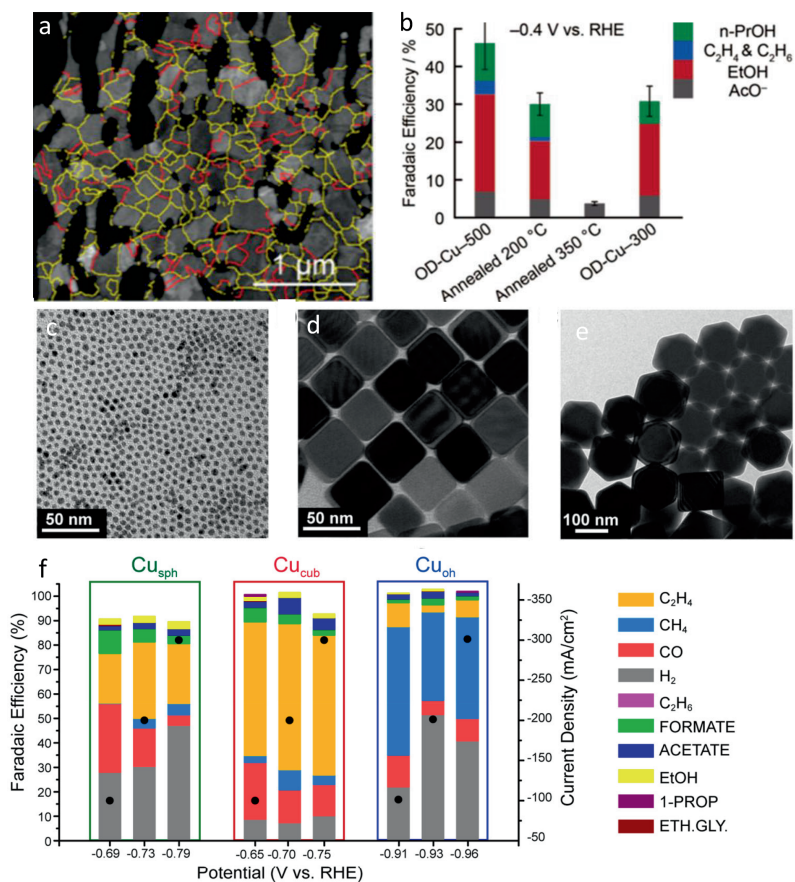 a
1 μm
b
–0.4 V vs. RHE
n-PrOH
C₂H₄ & C₂H₆
EtOH
AcO⁻
Faradaic Efficiency / %
50
40
30
20
10
0
OD-Cu–500
Annealed 200 °C
Annealed 350 °C
OD-Cu–300
c
50 nm
d
50 nm
e
100 nm
f
Cu_sph
Cu_cub
Cu_oh
Faradaic Efficiency (%)
100
90
80
70
60
50
40
30
20
10
0
-0.69 -0.73 -0.79
-0.65 -0.70 -0.75
-0.91 -0.93 -0.96
Potential (V vs. RHE)
-350
-300
-250
-200
-150
-100
-50
Current Density (mA/cm²)
C₂H₄
CH₄
CO
H₂
C₂H₆
FORMATE
ACETATE
EtOH
1-PROP
ETH.GLY.